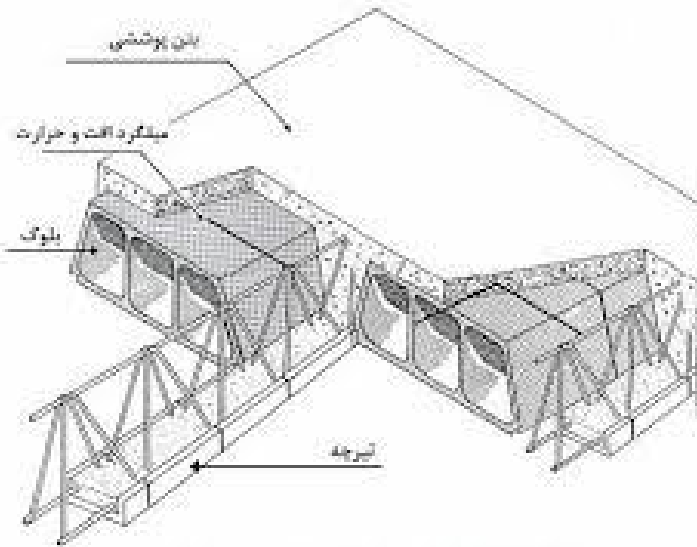 بتن پوششی
میلگرد افت و حرارت
بلوک
تیرچه